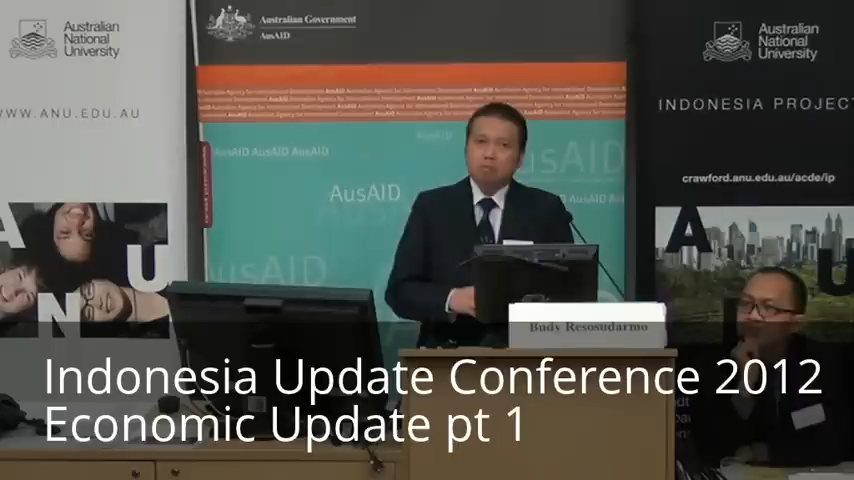 Australian
National
University
WWW.ANU.EDU.AU
A
U
N
Australian Government
AusAID
AusAID AusAID AusAID
AusAID
AusAID
AusAID
Australian
National
University
INDONESIA PROJECT
crawford.anu.edu.au/acde/ip
A
U
Budy Resosudarmo
Indonesia Update Conference 2012
Economic Update pt 1